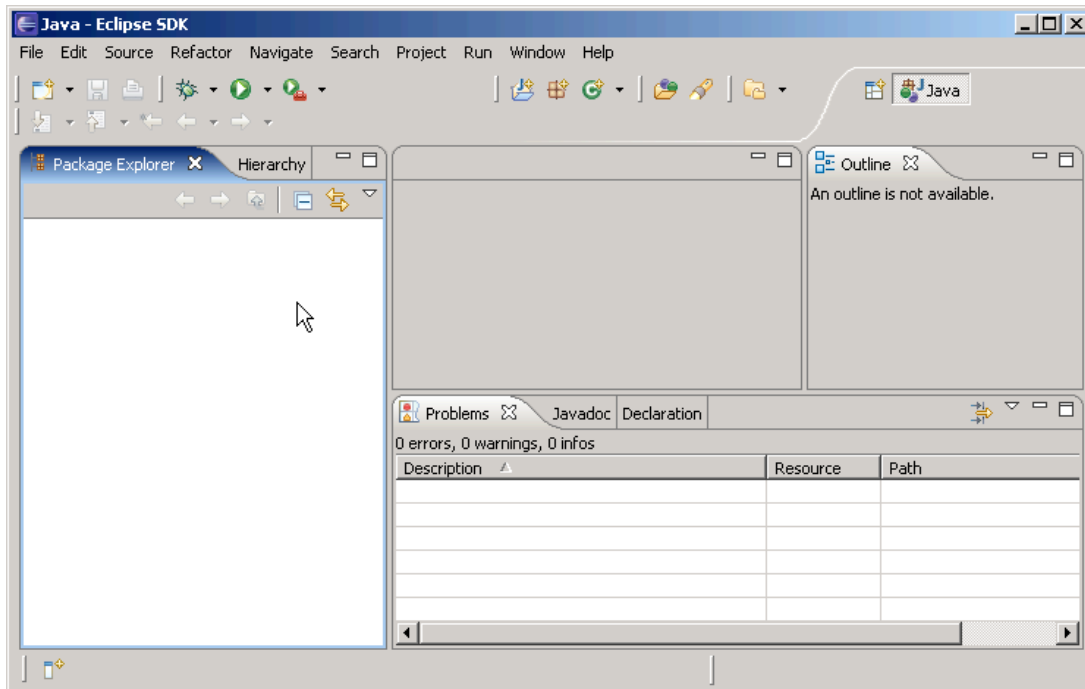 Java - Eclipse SDK
File Edit Source Refactor Navigate Search Project Run Window Help
Java
Package Explorer Hierarchy
Outline
An outline is not available.
Problems Javadoc Declaration
0 errors, 0 warnings, 0 infos
Description Resource Path